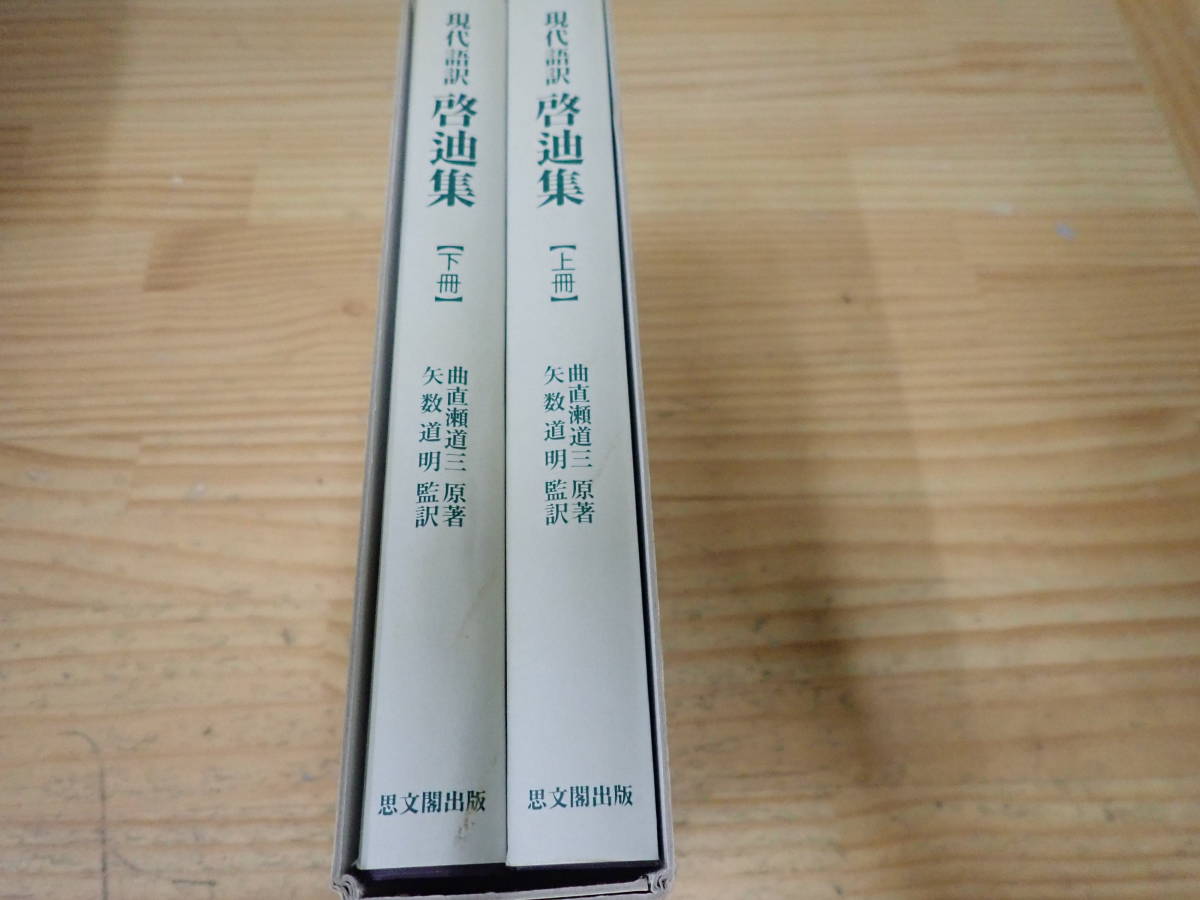 現代語訳 啓迪集 【上冊】
曲直瀬道三 原著
矢数道明 監訳
思文閣出版
現代語訳 啓迪集 【下冊】
曲直瀬道三 原著
矢数道明 監訳
思文閣出版